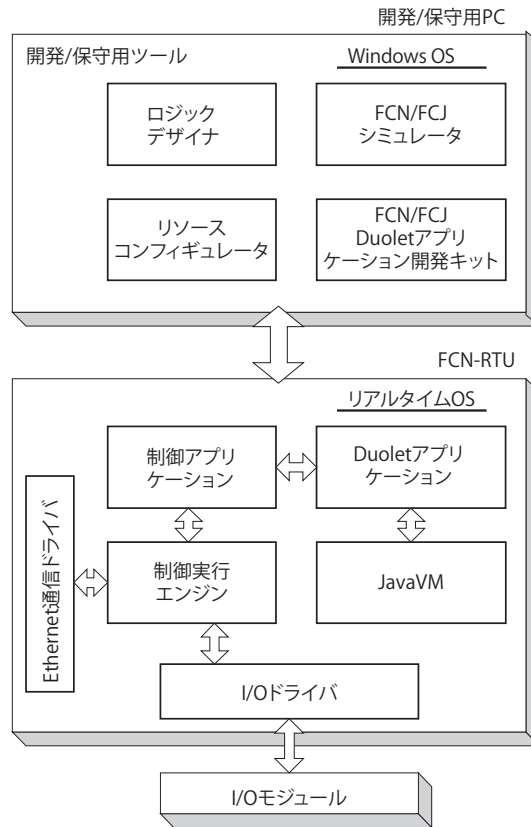 開発/保守用PC
開発/保守用ツール
Windows OS
ロジック
デザイナ
FCN/FCJ
シミュレータ
リソース
コンフィギュレータ
FCN/FCJ
Duoletアプリ
ケーション開発キット
FCN-RTU
リアルタイムOS
制御アプリ
ケーション
Duoletアプリ
ケーション
Ethernet通信ドライバ
制御実行
エンジン
JavaVM
I/Oドライバ
I/Oモジュール